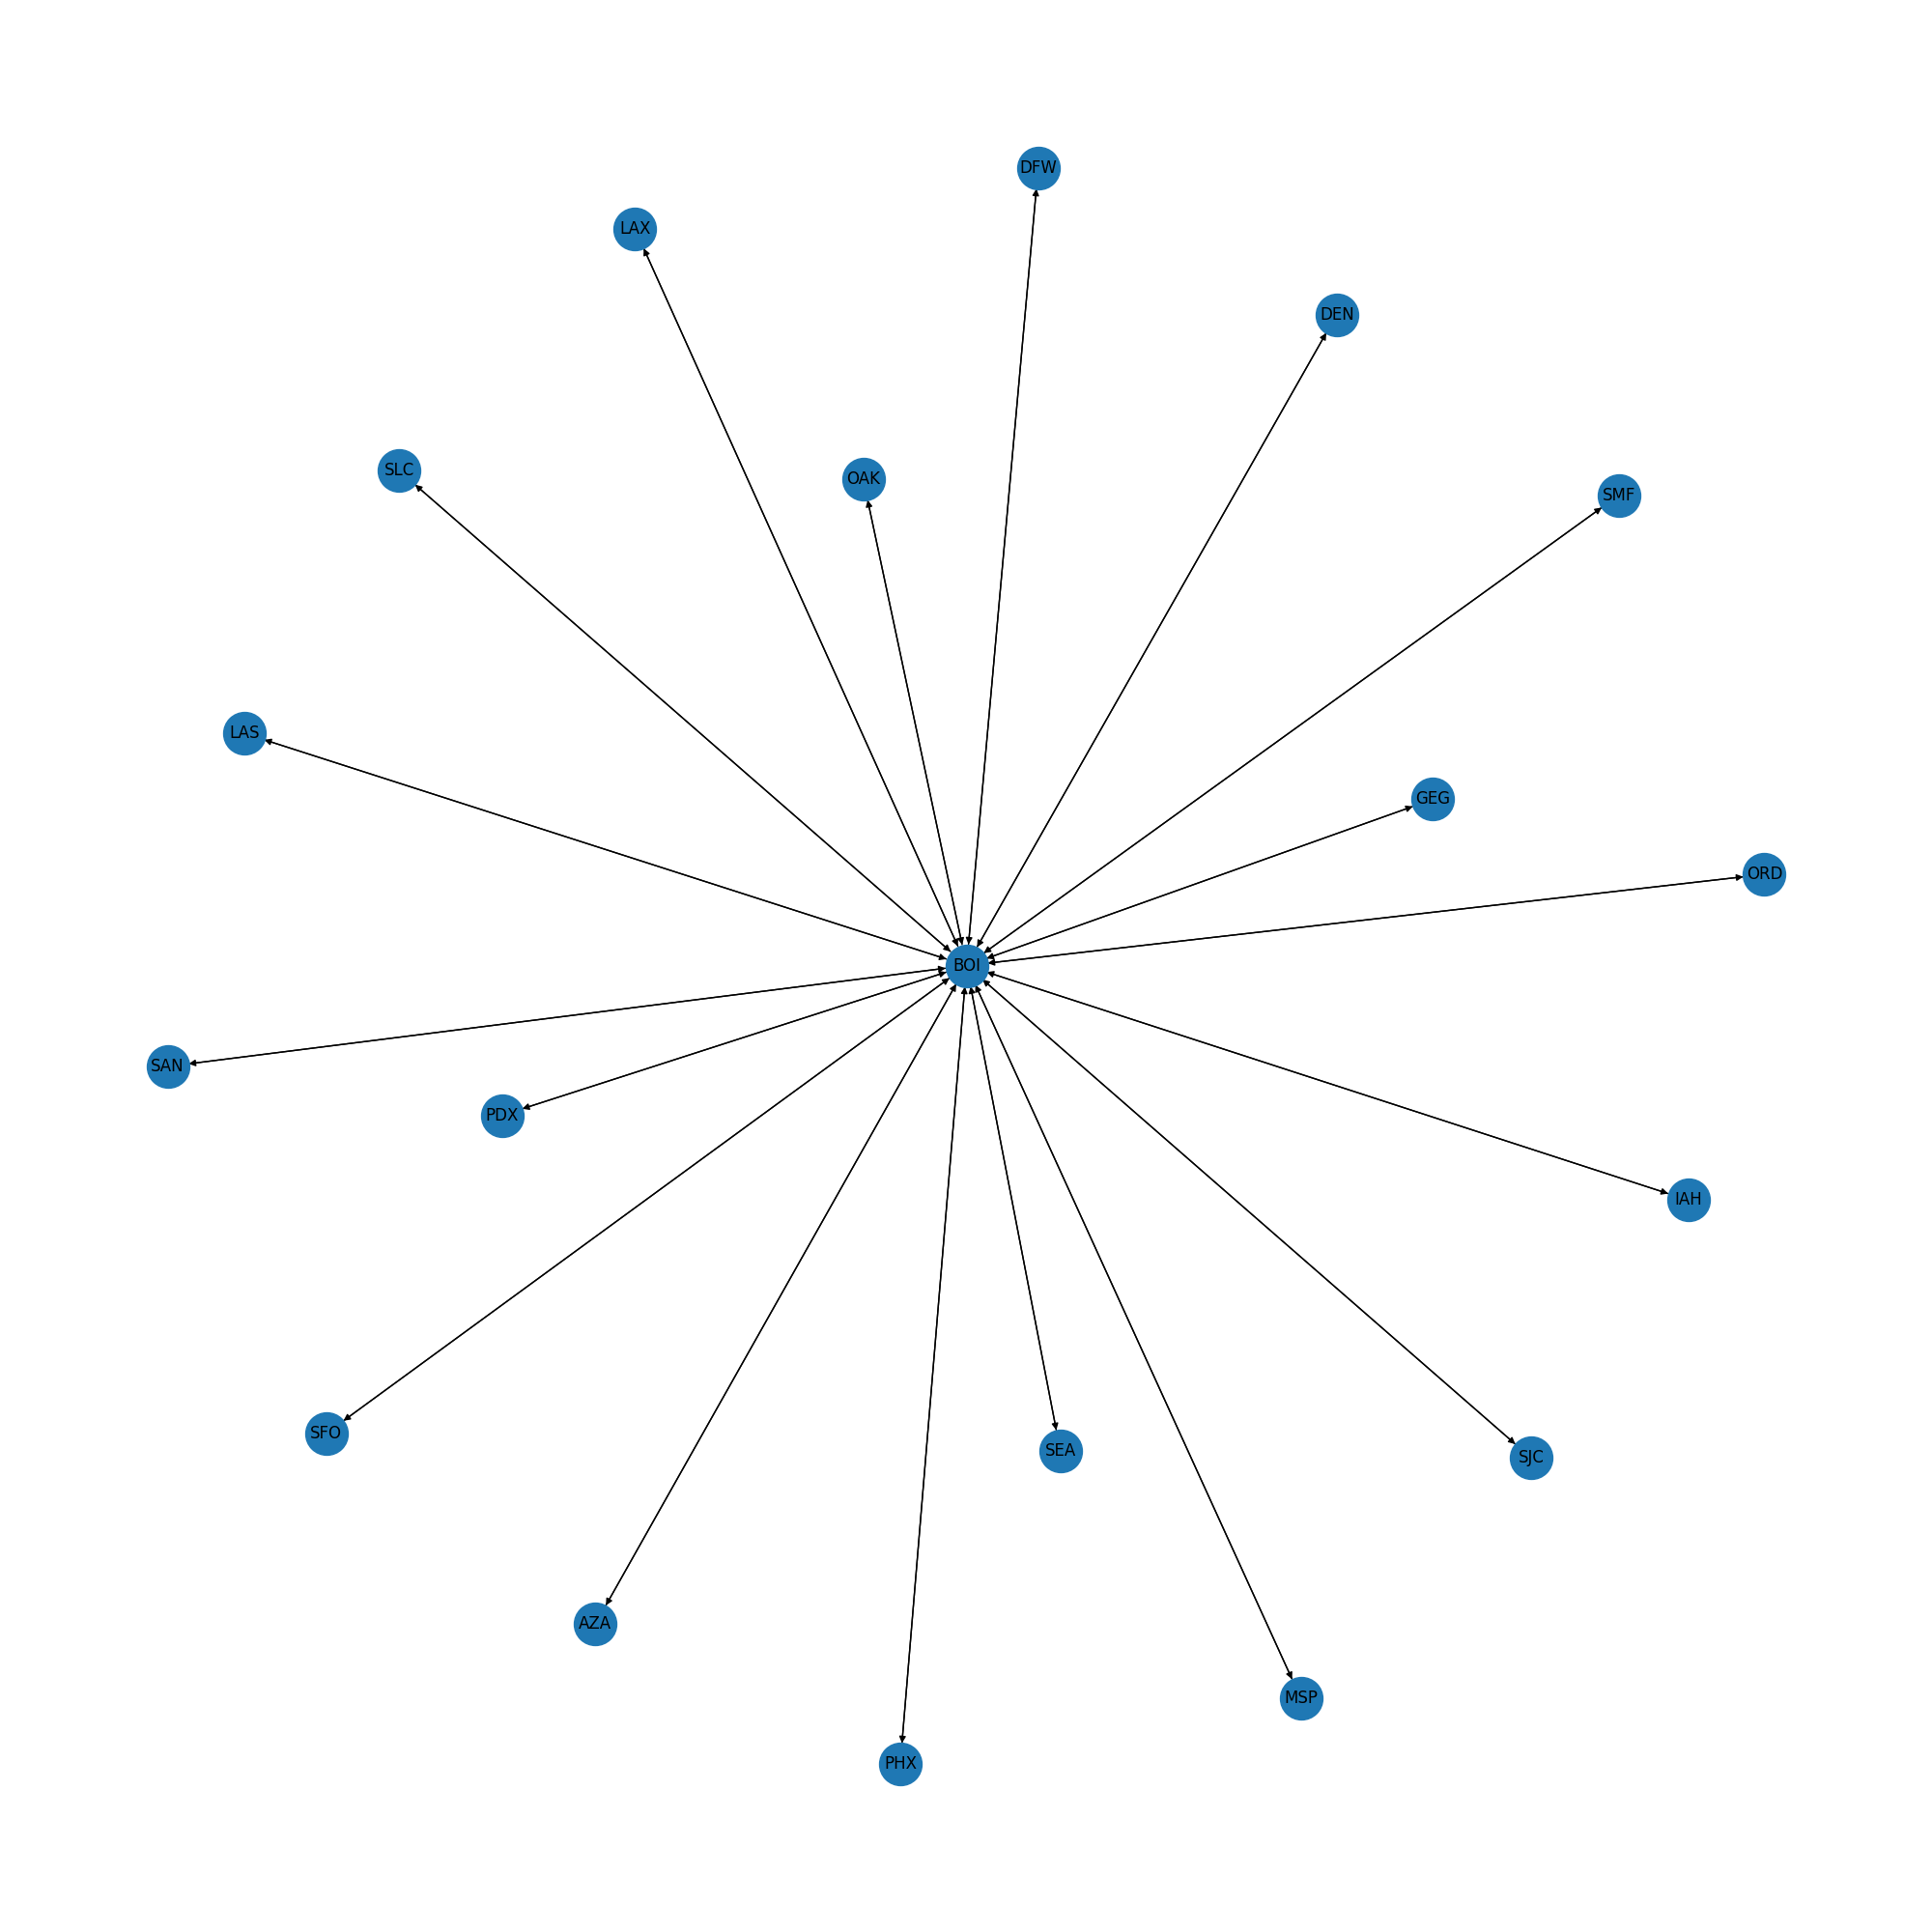 DFW
LAX
DEN
SLC
OAK
SMF
LAS
GEG
ORD
BOI
SAN
PDX
IAH
SFO
SEA
SJC
AZA
MSP
PHX